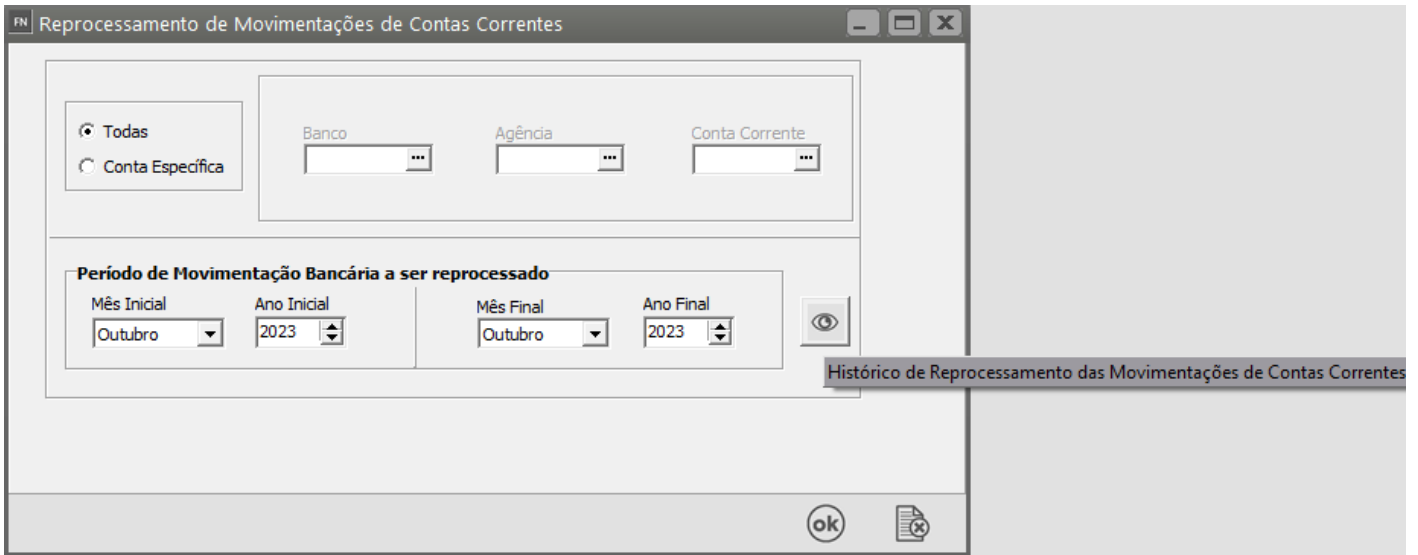 FN Reprocessamento de Movimentações de Contas Correntes
Todas
Conta Específica
Banco
Agência
Conta Corrente
Período de Movimentação Bancária a ser reprocessado
Mês Inicial
Ano Inicial
Mês Final
Ano Final
Outubro
2023
Outubro
2023
Histórico de Reprocessamento das Movimentações de Contas Correntes
ok